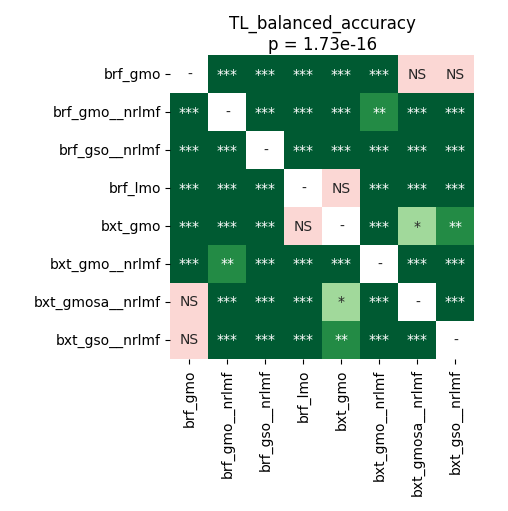 TL_balanced_accuracy
p = 1.73e-16
brf_gmo - *** *** *** *** *** NS NS
brf_gmo__nrlmf *** - *** *** *** ** *** ***
brf_gso__nrlmf *** *** - *** *** *** *** ***
brf_lmo *** *** *** - NS *** *** ***
bxt_gmo *** *** *** NS - *** * **
bxt_gmo__nrlmf *** ** *** *** *** - *** ***
bxt_gmosa__nrlmf NS *** *** *** * *** - ***
bxt_gso__nrlmf NS *** *** *** ** *** *** -
brf_gmo
brf_gmo__nrlmf
brf_gso__nrlmf
brf_lmo
bxt_gmo
bxt_gmo__nrlmf
bxt_gmosa__nrlmf
bxt_gso__nrlmf